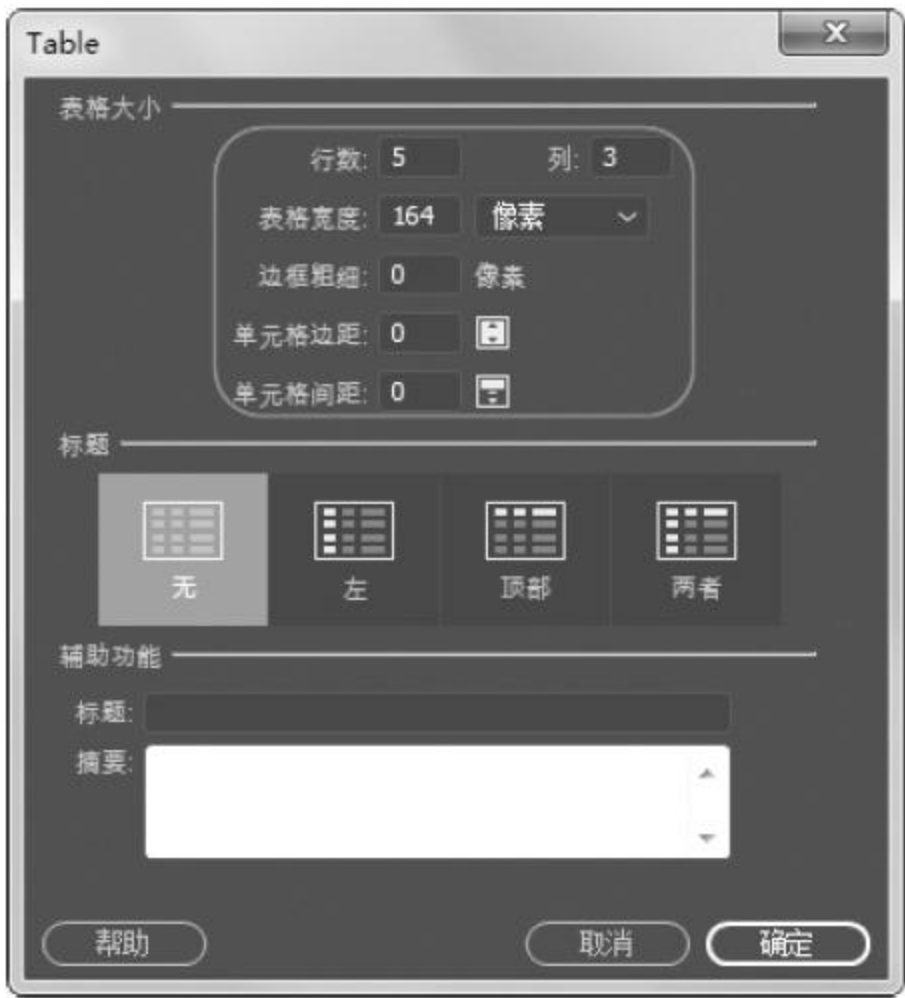 Table
表格大小
行数: 5 列: 3
表格宽度: 164 像素
边框粗细: 0 像素
单元格边距: 0
单元格间距: 0
标题
无 左 顶部 两者
辅助功能
标题:
摘要:
帮助 取消 确定